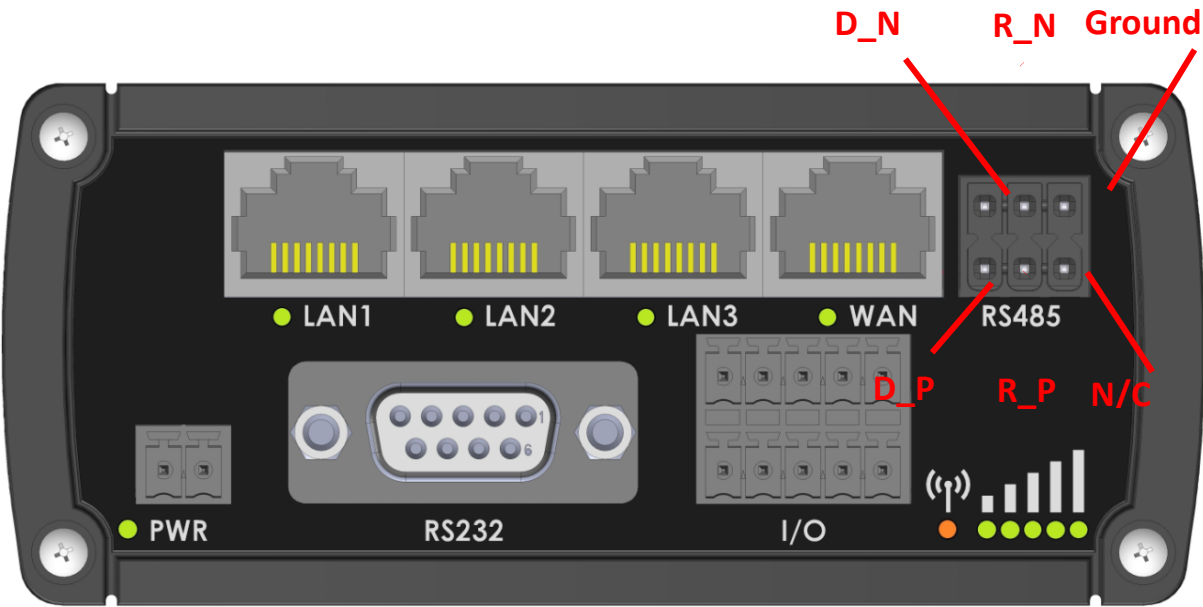 D_N R_N Ground
LAN1 LAN2 LAN3 WAN RS485
D_P R_P N/C
1
6
PWR RS232 I/O